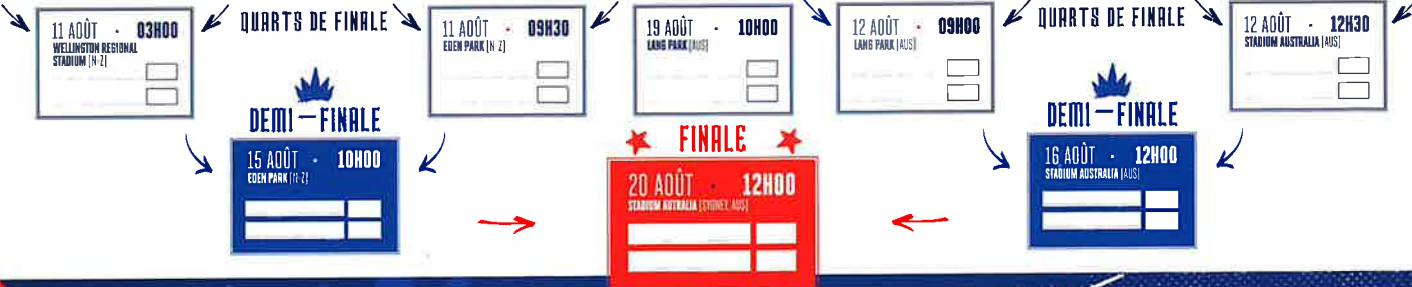 QUARTS DE FINALE
QUARTS DE FINALE
11 AOÛT · 03H00
WELLINGTON REGIONAL
STADIUM [N-Z]
11 AOÛT · 09H30
EDEN PARK [N-Z]
19 AOÛT · 10H00
LANG PARK [AUS]
12 AOÛT · 09H00
LANG PARK [AUS]
12 AOÛT · 12H30
STADIUM AUSTRALIA [AUS]
DEMI-FINALE
15 AOÛT · 10H00
EDEN PARK [N-Z]
FINALE
20 AOÛT · 12H00
STADIUM AUTRALIA [SYDNEY, AUS]
DEMI-FINALE
16 AOÛT · 12H00
STADIUM AUSTRALIA [AUS]